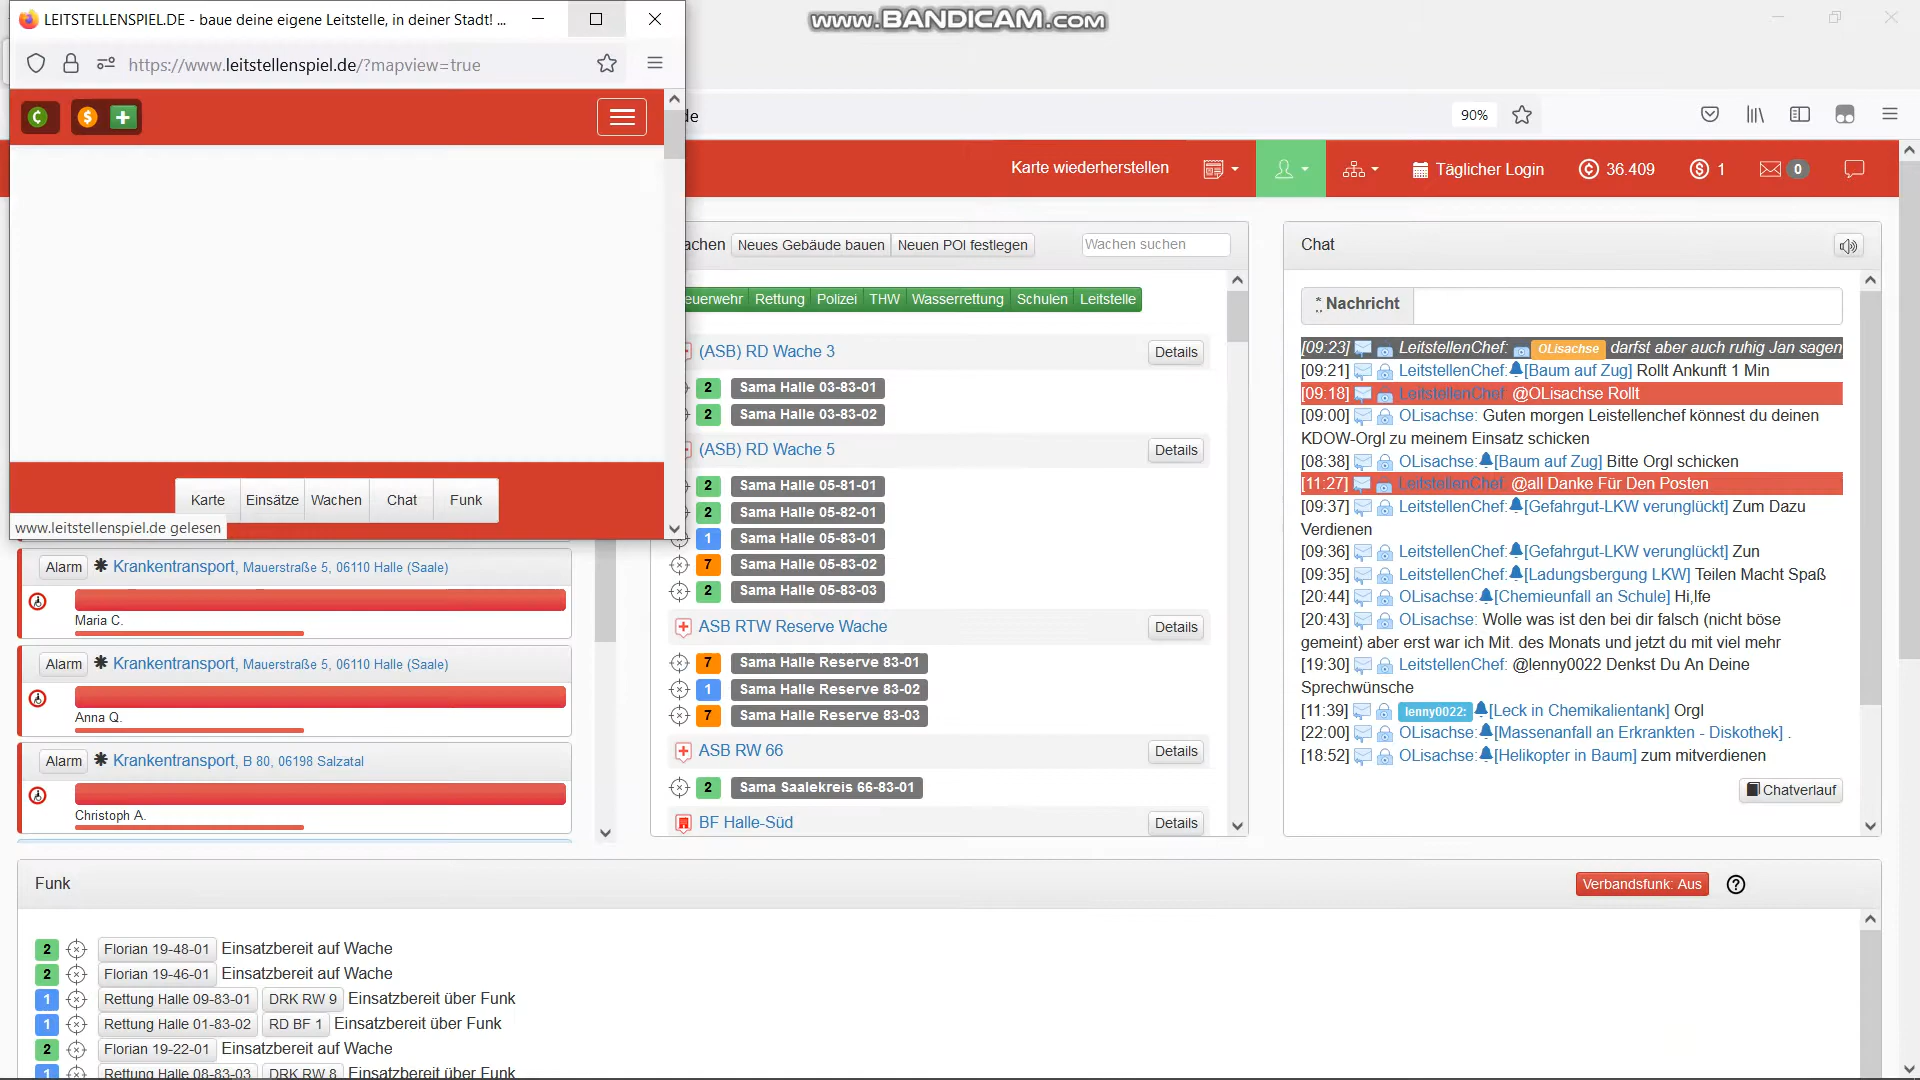 LEITSTELLENSPIEL.DE - baue deine eigene Leitstelle, in deiner Stadt! ...
www.BANDICAM.com
https://www.leitstellenspiel.de/?mapview=true
de
90%
Karte wiederherstellen
Täglicher Login
36.409
1
0
Karte
Einsätze
Wachen
Chat
Funk
www.leitstellenspiel.de gelesen
Alarm
Krankentransport, Mauerstraße 5, 06110 Halle (Saale)
Maria C.
Alarm
Krankentransport, Mauerstraße 5, 06110 Halle (Saale)
Anna Q.
Alarm
Krankentransport, B 80, 06198 Salzatal
Christoph A.
achen
Neues Gebäude bauen
Neuen POI festlegen
Wachen suchen
euerwehr
Rettung
Polizei
THW
Wasserrettung
Schulen
Leitstelle
(ASB) RD Wache 3
Details
2 Sama Halle 03-83-01
2 Sama Halle 03-83-02
(ASB) RD Wache 5
Details
2 Sama Halle 05-81-01
2 Sama Halle 05-82-01
1 Sama Halle 05-83-01
7 Sama Halle 05-83-02
2 Sama Halle 05-83-03
ASB RTW Reserve Wache
Details
7 Sama Halle Reserve 83-01
1 Sama Halle Reserve 83-02
7 Sama Halle Reserve 83-03
ASB RW 66
Details
2 Sama Saalekreis 66-83-01
BF Halle-Süd
Details
Chat
Nachricht
[09:23] LeitstellenChef: OLisachse darfst aber auch ruhig Jan sagen
[09:21] LeitstellenChef: [Baum auf Zug] Rollt Ankunft 1 Min
[09:18] LeitstellenChef: @OLisachse Rollt
[09:00] OLisachse: Guten morgen Leistellenchef könnest du deinen
KDOW-Orgl zu meinem Einsatz schicken
[08:38] OLisachse: [Baum auf Zug] Bitte Orgl schicken
[11:27] LeitstellenChef: @all Danke Für Den Posten
[09:37] LeitstellenChef: [Gefahrgut-LKW verunglückt] Zum Dazu
Verdienen
[09:36] LeitstellenChef: [Gefahrgut-LKW verunglückt] Zun
[09:35] LeitstellenChef: [Ladungsbergung LKW] Teilen Macht Spaß
[20:44] OLisachse: [Chemieunfall an Schule] Hi,lfe
[20:43] OLisachse: Wolle was ist den bei dir falsch (nicht böse
gemeint) aber erst war ich Mit. des Monats und jetzt du mit viel mehr
[19:30] LeitstellenChef: @lenny0022 Denkst Du An Deine
Sprechwünsche
[11:39] lenny0022: [Leck in Chemikalientank] Orgl
[22:00] OLisachse: [Massenanfall an Erkrankten - Diskothek] .
[18:52] OLisachse: [Helikopter in Baum] zum mitverdienen
Chatverlauf
Funk
Verbandsfunk: Aus
2 Florian 19-48-01 Einsatzbereit auf Wache
2 Florian 19-46-01 Einsatzbereit auf Wache
1 Rettung Halle 09-83-01 DRK RW 9 Einsatzbereit über Funk
1 Rettung Halle 01-83-02 RD BF 1 Einsatzbereit über Funk
2 Florian 19-22-01 Einsatzbereit auf Wache
1 Rettung Halle 08-83-03 DRK RW 8 Einsatzbereit über Funk